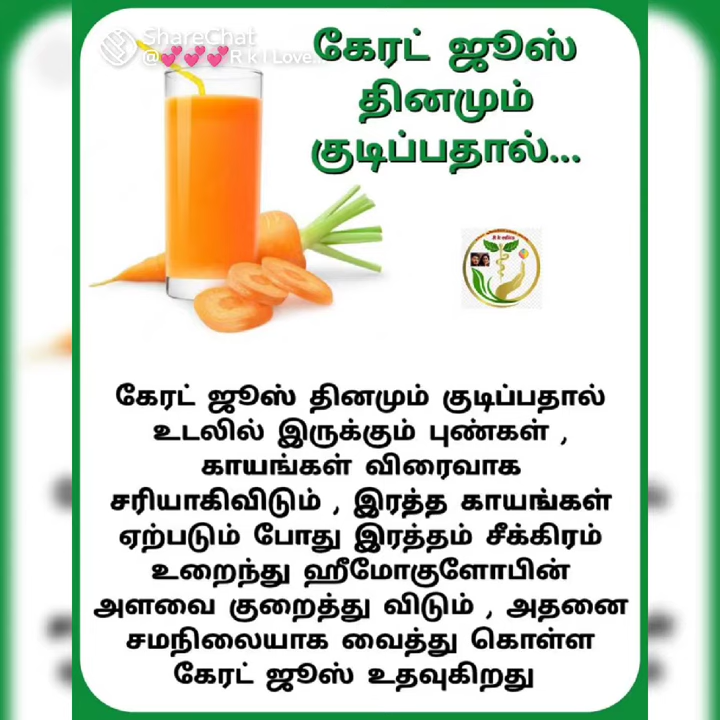 ShareChat
@💕💕💕R k I Love..
கேரட் ஜூஸ்
தினமும்
குடிப்பதால்...
கேரட் ஜூஸ் தினமும் குடிப்பதால்
உடலில் இருக்கும் புண்கள் ,
காயங்கள் விரைவாக
சரியாகிவிடும் , இரத்த காயங்கள்
ஏற்படும் போது இரத்தம் சீக்கிரம்
உறைந்து ஹீமோகுளோபின்
அளவை குறைத்து விடும் , அதனை
சமநிலையாக வைத்து கொள்ள
கேரட் ஜூஸ் உதவுகிறது